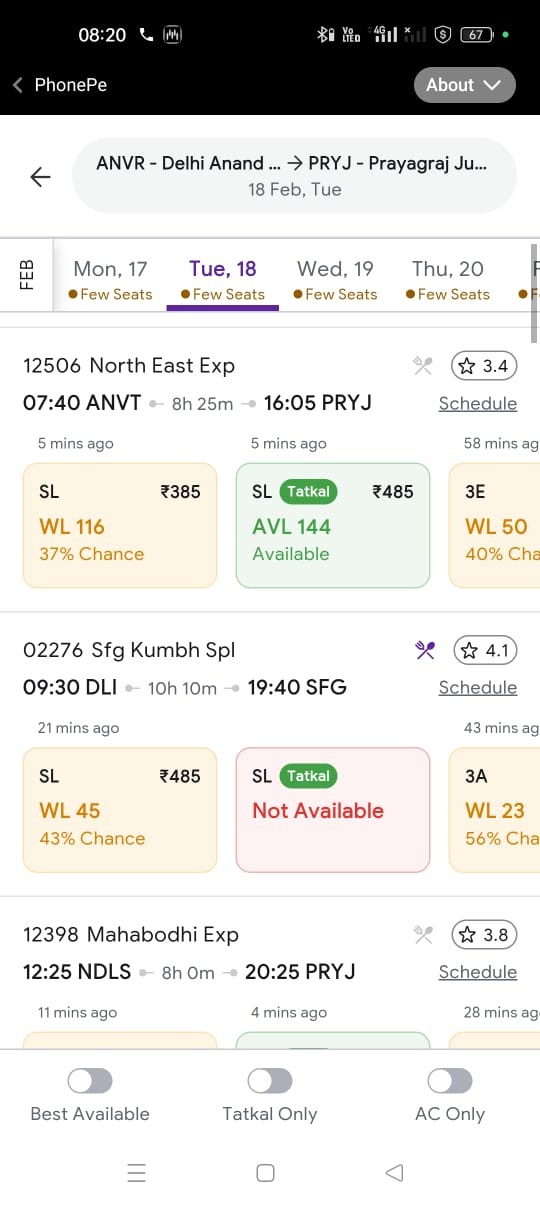 08:20 Vo LTED 4G 67
PhonePe About
ANVR - Delhi Anand ... → PRYJ - Prayagraj Ju...
18 Feb, Tue
FEB Mon, 17 Tue, 18 Wed, 19 Thu, 20 F
Few Seats Few Seats Few Seats Few Seats F
12506 North East Exp 3.4
07:40 ANVT 8h 25m 16:05 PRYJ Schedule
5 mins ago 5 mins ago 58 mins ag
SL ₹385 SL Tatkal ₹485 3E
WL 116 AVL 144 WL 50
37% Chance Available 40% Cha
02276 Sfg Kumbh Spl 4.1
09:30 DLI 10h 10m 19:40 SFG Schedule
21 mins ago 43 mins ag
SL ₹485 SL Tatkal 3A
WL 45 Not Available WL 23
43% Chance 56% Cha
12398 Mahabodhi Exp 3.8
12:25 NDLS 8h 0m 20:25 PRYJ Schedule
11 mins ago 4 mins ago 28 mins ag
Best Available Tatkal Only AC Only